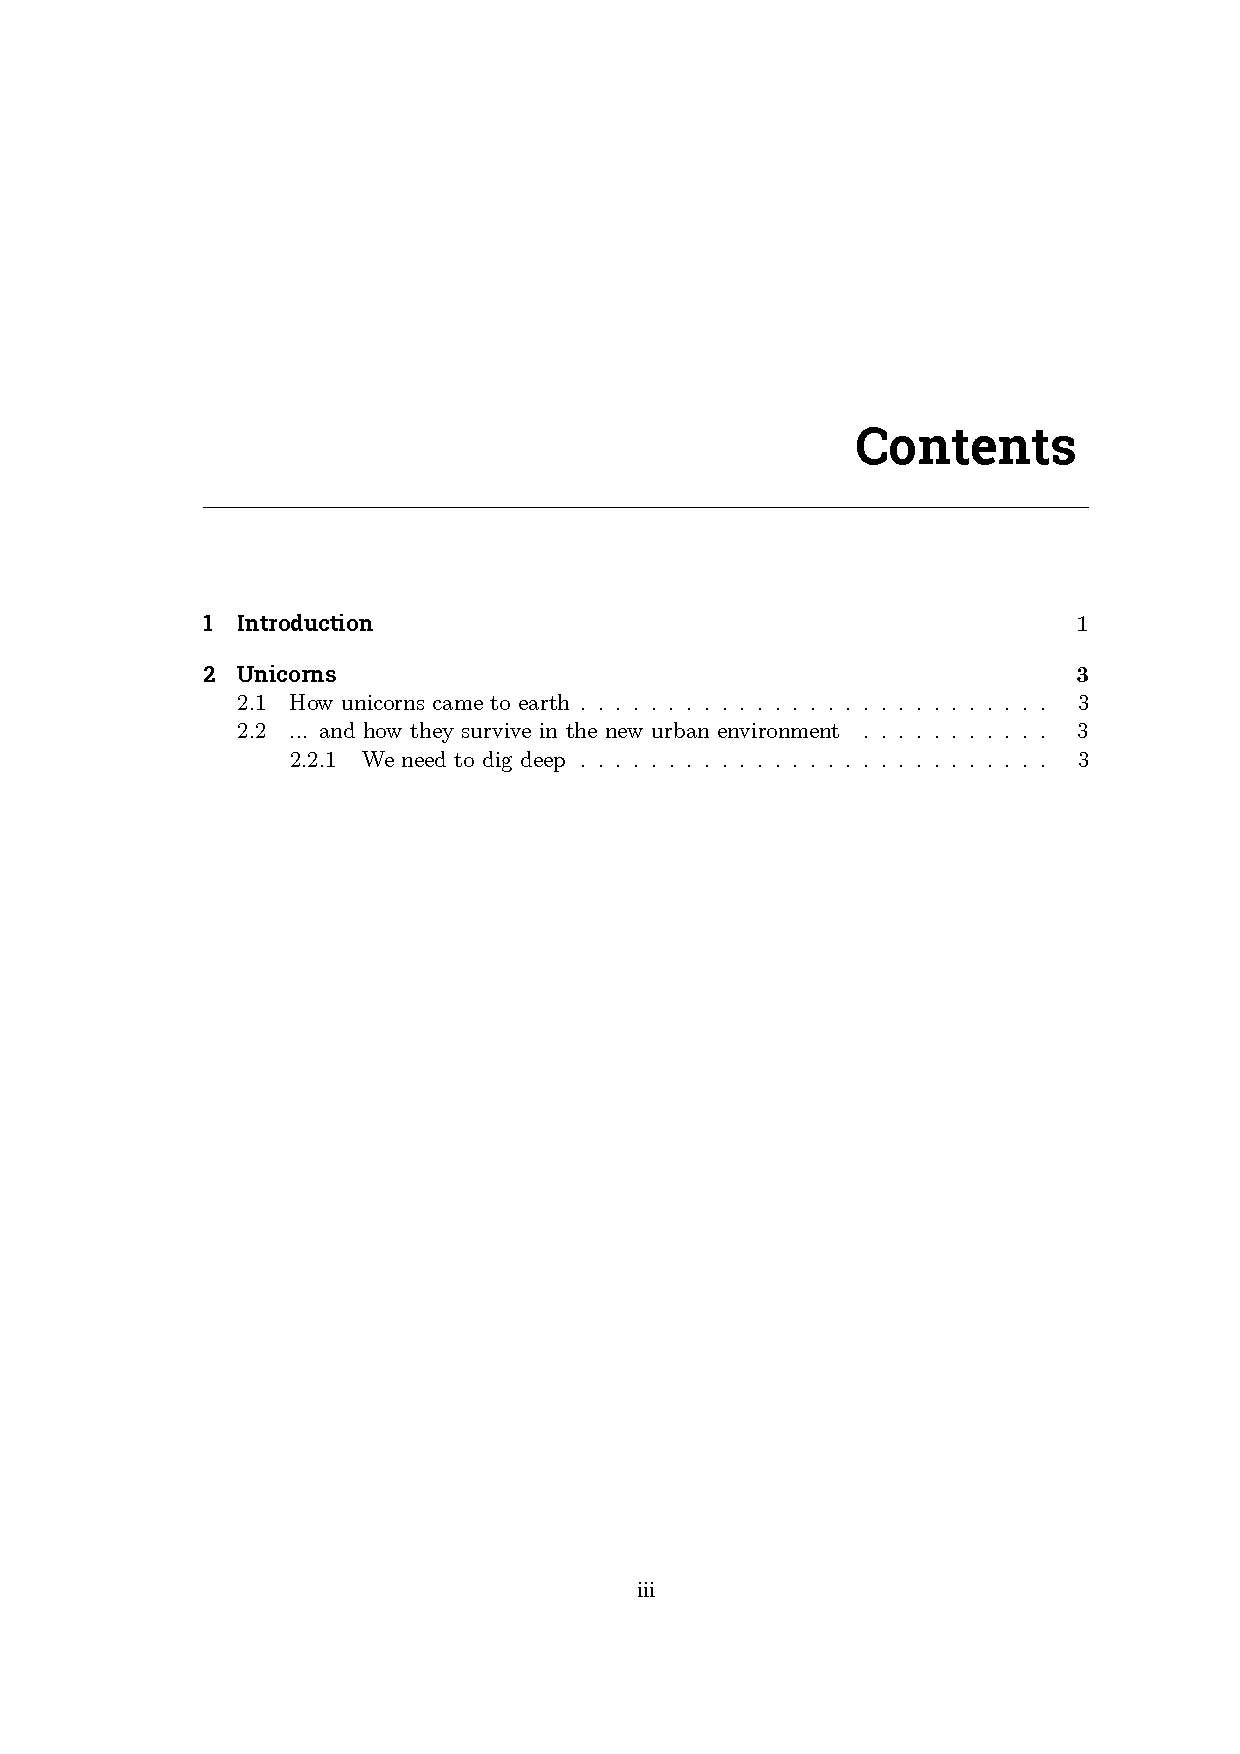 Contents
1 Introduction 1
2 Unicorns 3
2.1 How unicorns came to earth . . . . . . . . . . . . . . . . . . . . . . . . . . . 3
2.2 ... and how they survive in the new urban environment . . . . . . . . . . . 3
2.2.1 We need to dig deep . . . . . . . . . . . . . . . . . . . . . . . . . . . 3
iii